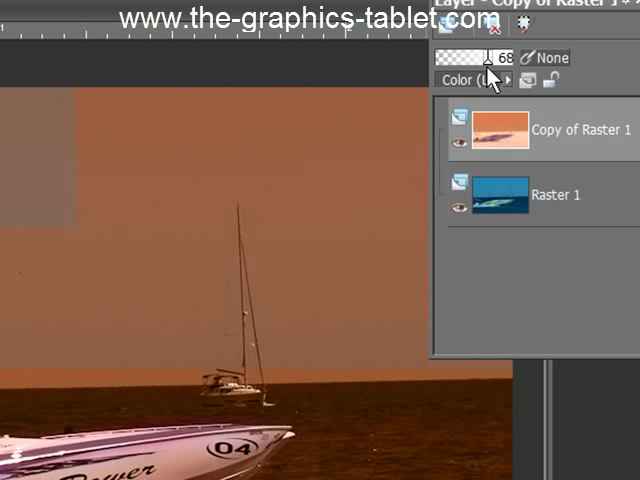 www.the-graphics-tablet.com
Layer - Copy of Raster 1
68
None
Color (L
Copy of Raster 1
Raster 1
04
Power